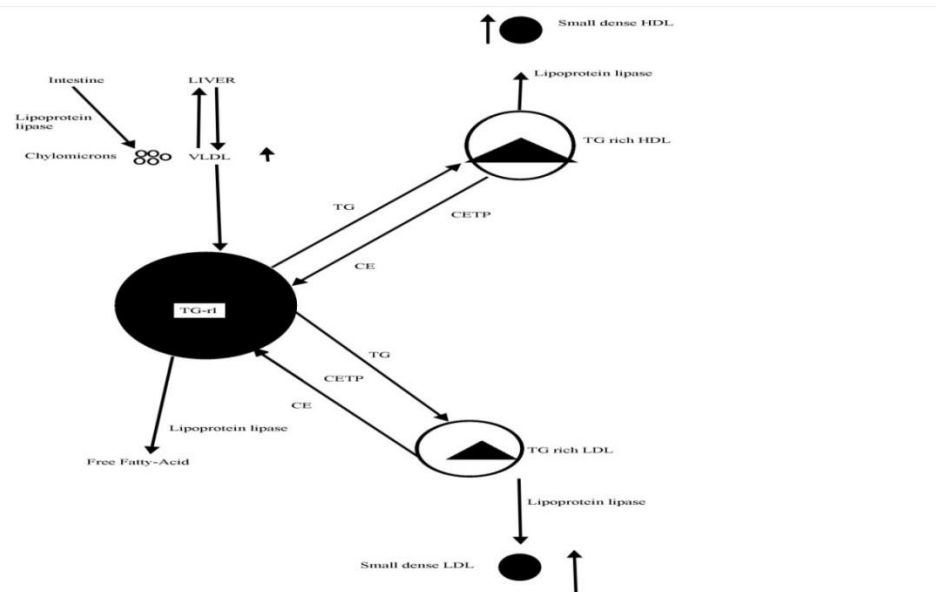 Small dense HDL
Lipoprotein lipase
Intestine
LIVER
Lipoprotein
lipase
TG rich HDL
Chylomicrons
VLDL
TG
CETP
CE
TG-rl
TG
CETP
CE
Lipoprotein lipase
TG rich LDL
Free Fatty-Acid
Lipoprotein lipase
Small dense LDL